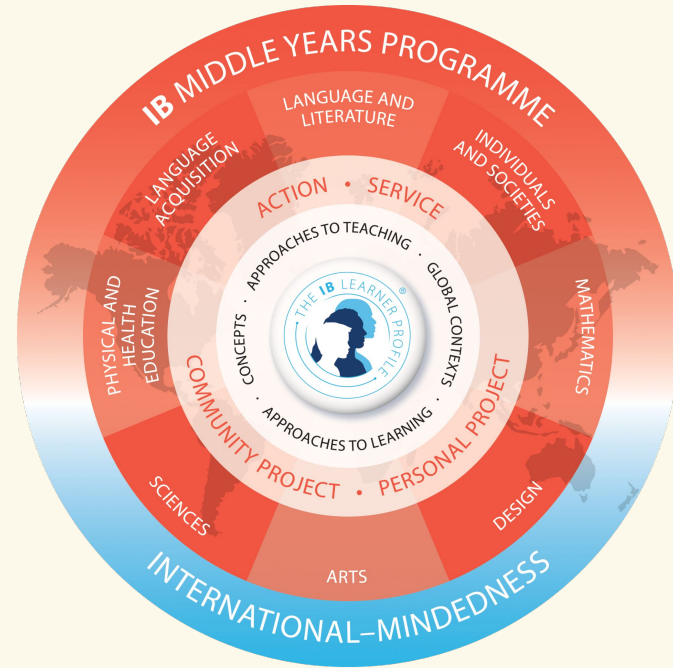 IB MIDDLE YEARS PROGRAMME
LANGUAGE AND
LITERATURE
INDIVIDUALS
AND SOCIETIES
MATHEMATICS
DESIGN
ARTS
SCIENCES
PHYSICAL AND
HEALTH
EDUCATION
LANGUAGE
ACQUISITION
ACTION • SERVICE
PERSONAL PROJECT •
COMMUNITY PROJECT
APPROACHES TO TEACHING ·
GLOBAL CONTEXTS ·
APPROACHES TO LEARNING ·
CONCEPTS ·
• THE IB LEARNER PROFILE •
®
INTERNATIONAL–MINDEDNESS